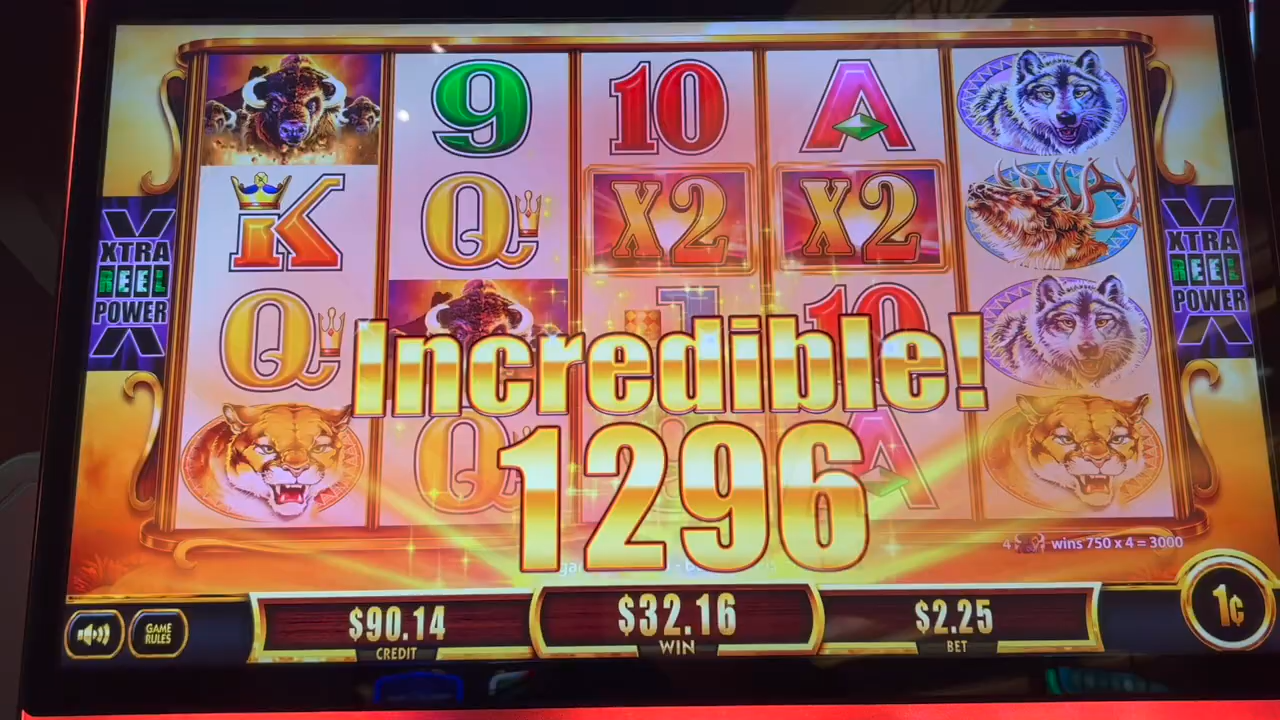 9 10 A
K Q X2 X2
XTRA
REEL
POWER
XTRA
REEL
POWER
Q J 10
Incredible!
Q A
1296
4 wins 750 x 4 = 3000
$90.14
CREDIT
$32.16
WIN
$2.25
BET
GAME
RULES
1¢